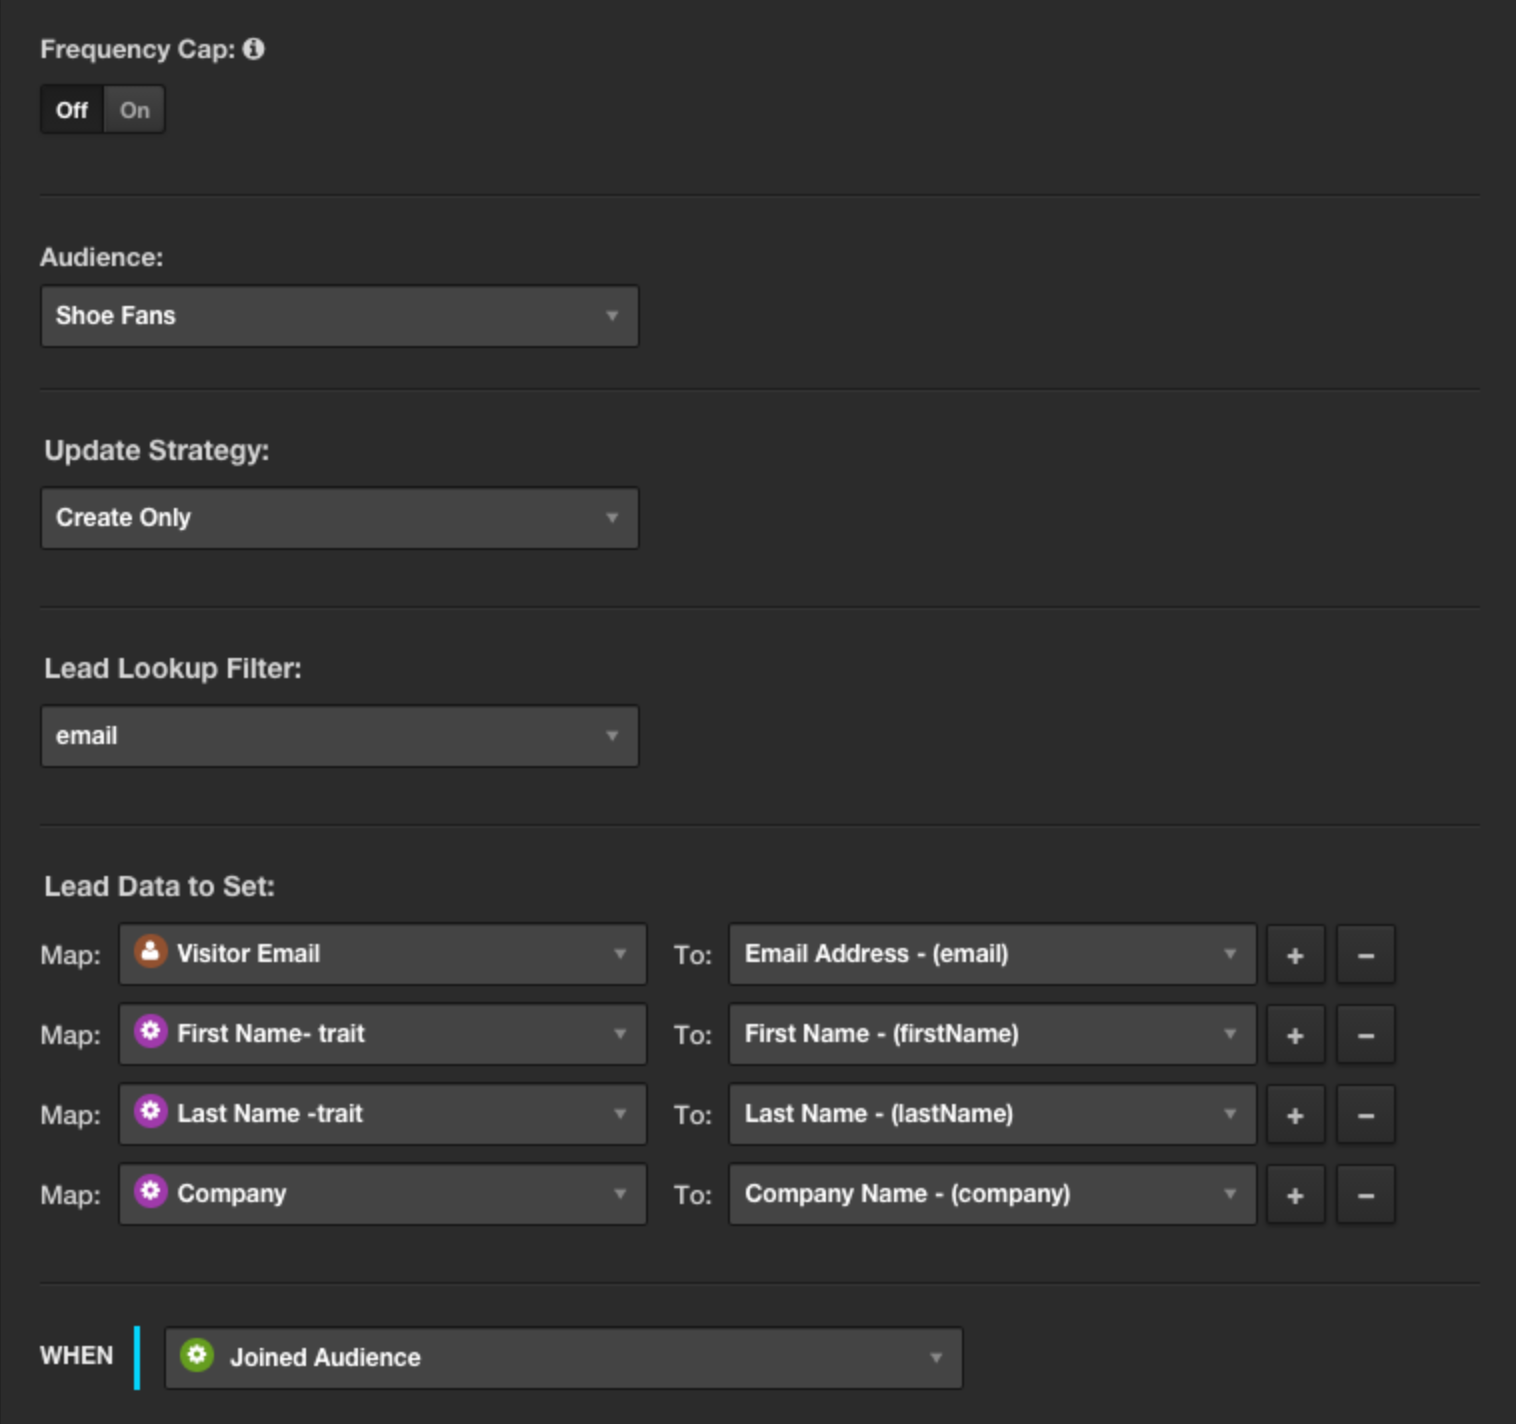 Frequency Cap:
Off On
Audience:
Shoe Fans
Update Strategy:
Create Only
Lead Lookup Filter:
email
Lead Data to Set:
Map: Visitor Email To: Email Address - (email) + −
Map: First Name- trait To: First Name - (firstName) + −
Map: Last Name -trait To: Last Name - (lastName) + −
Map: Company To: Company Name - (company) + −
WHEN Joined Audience